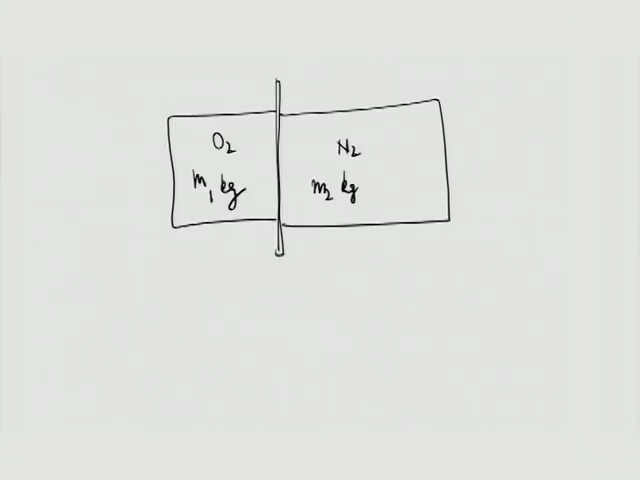 O₂ N₂
m₁ kg m₂ kg